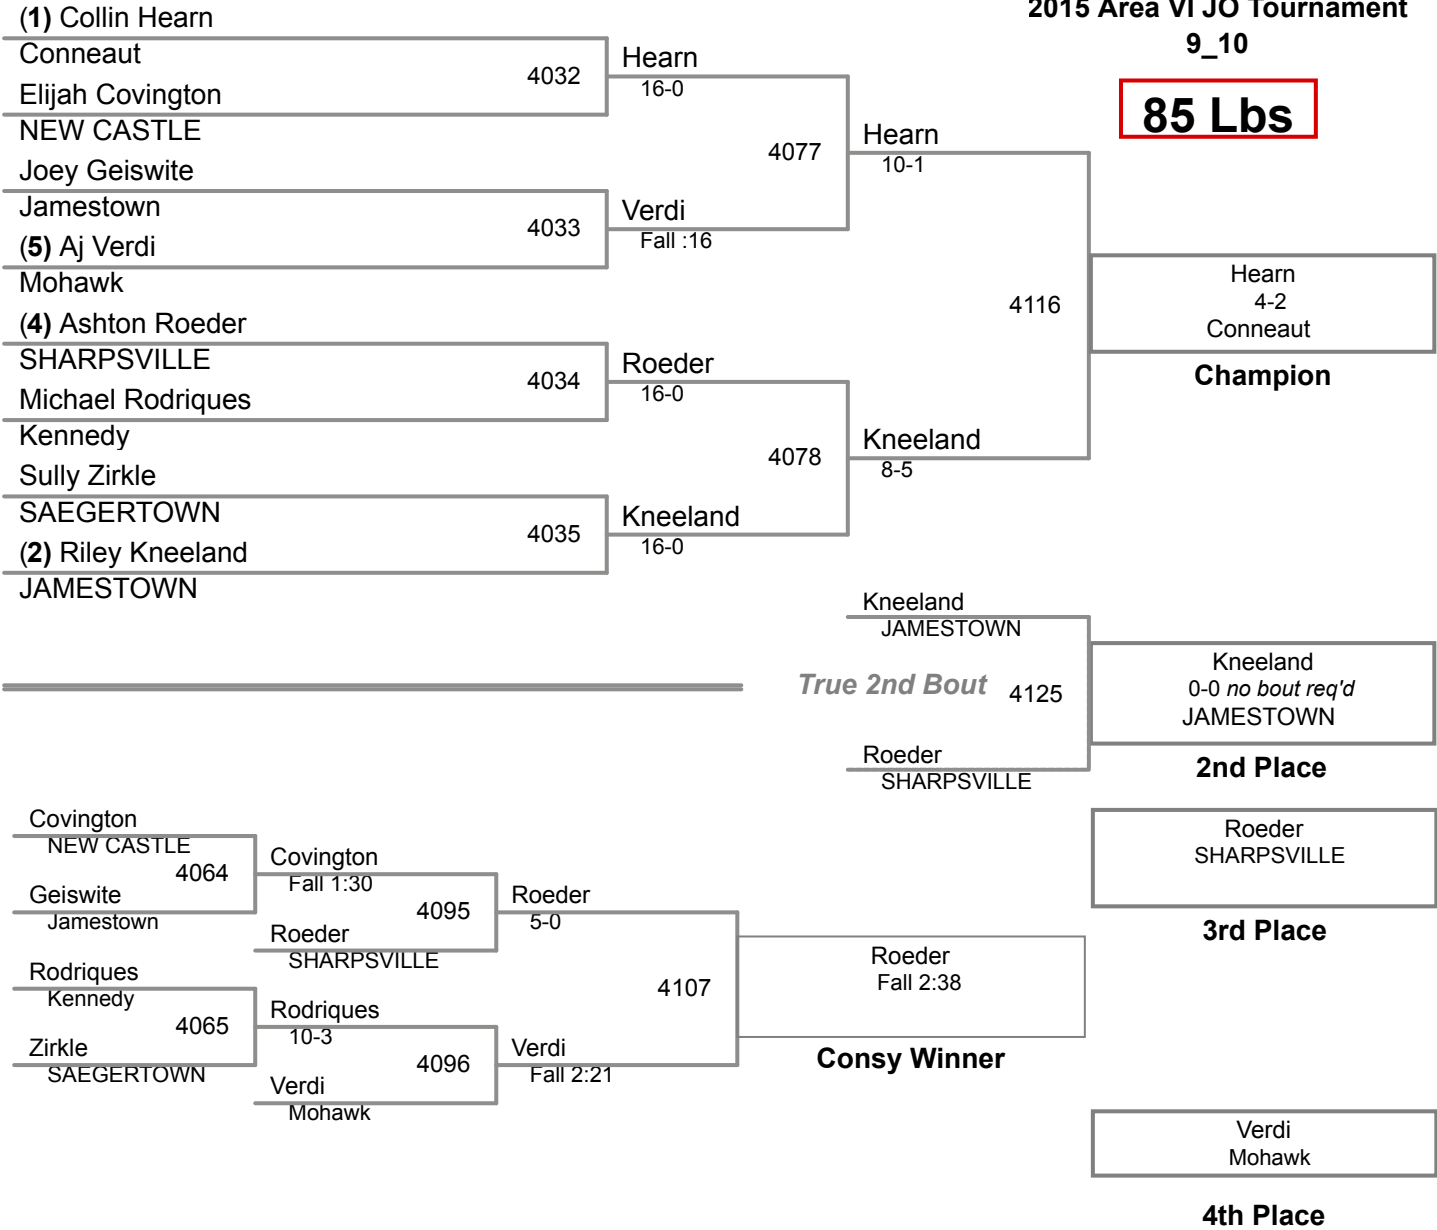 (1) Collin Hearn
Conneaut
Elijah Covington
NEW CASTLE
Joey Geiswite
Jamestown
(5) Aj Verdi
Mohawk
(4) Ashton Roeder
SHARPSVILLE
Michael Rodriques
Kennedy
Sully Zirkle
SAEGERTOWN
(2) Riley Kneeland
JAMESTOWN
4032
4033
4034
4035
Hearn
16-0
Verdi
Fall :16
Roeder
16-0
Kneeland
16-0
4077
4078
Hearn
10-1
Kneeland
8-5
4116
2015 Area VI JO Tournament
9_10
85 Lbs
Hearn
4-2
Conneaut
Champion
Kneeland
JAMESTOWN
True 2nd Bout
4125
Roeder
SHARPSVILLE
Kneeland
0-0 no bout req'd
JAMESTOWN
2nd Place
Covington
NEW CASTLE
4064
Geiswite
Jamestown
Rodriques
Kennedy
4065
Zirkle
SAEGERTOWN
Covington
Fall 1:30
4095
Roeder
SHARPSVILLE
Rodriques
10-3
4096
Verdi
Mohawk
Roeder
5-0
4107
Verdi
Fall 2:21
Roeder
Fall 2:38
Consy Winner
Roeder
SHARPSVILLE
3rd Place
Verdi
Mohawk
4th Place